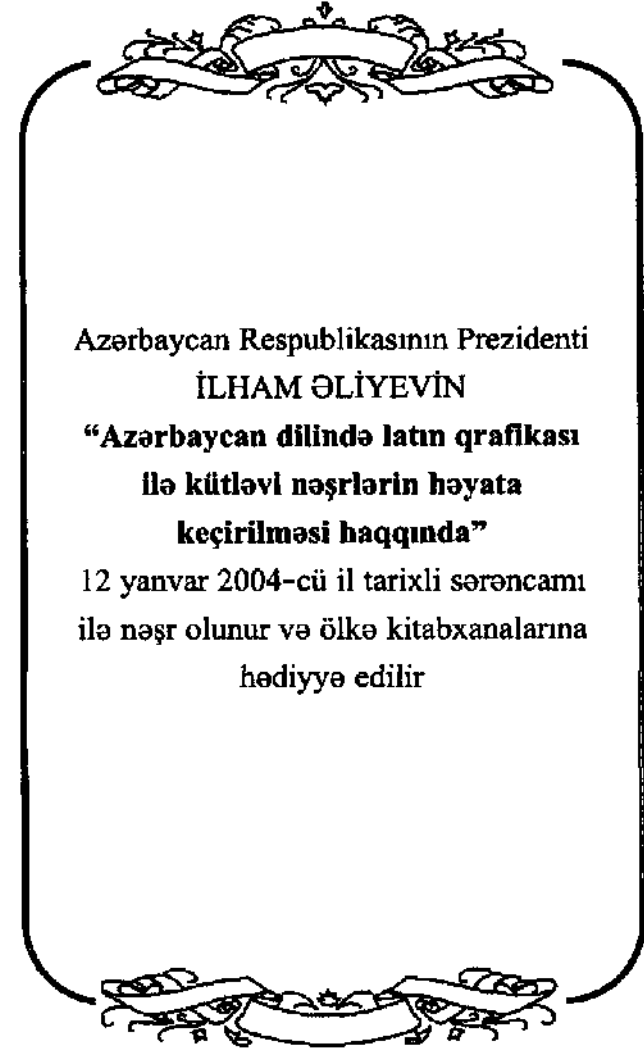 Azərbaycan Respublikasının Prezidenti
İLHAM ƏLİYEVİN
“Azərbaycan dilində latın qrafikası
ilə kütləvi nəşrlərin həyata
keçirilməsi haqqında”
12 yanvar 2004-cü il tarixli sərəncamı
ilə nəşr olunur və ölkə kitabxanalarına
hədiyyə edilir